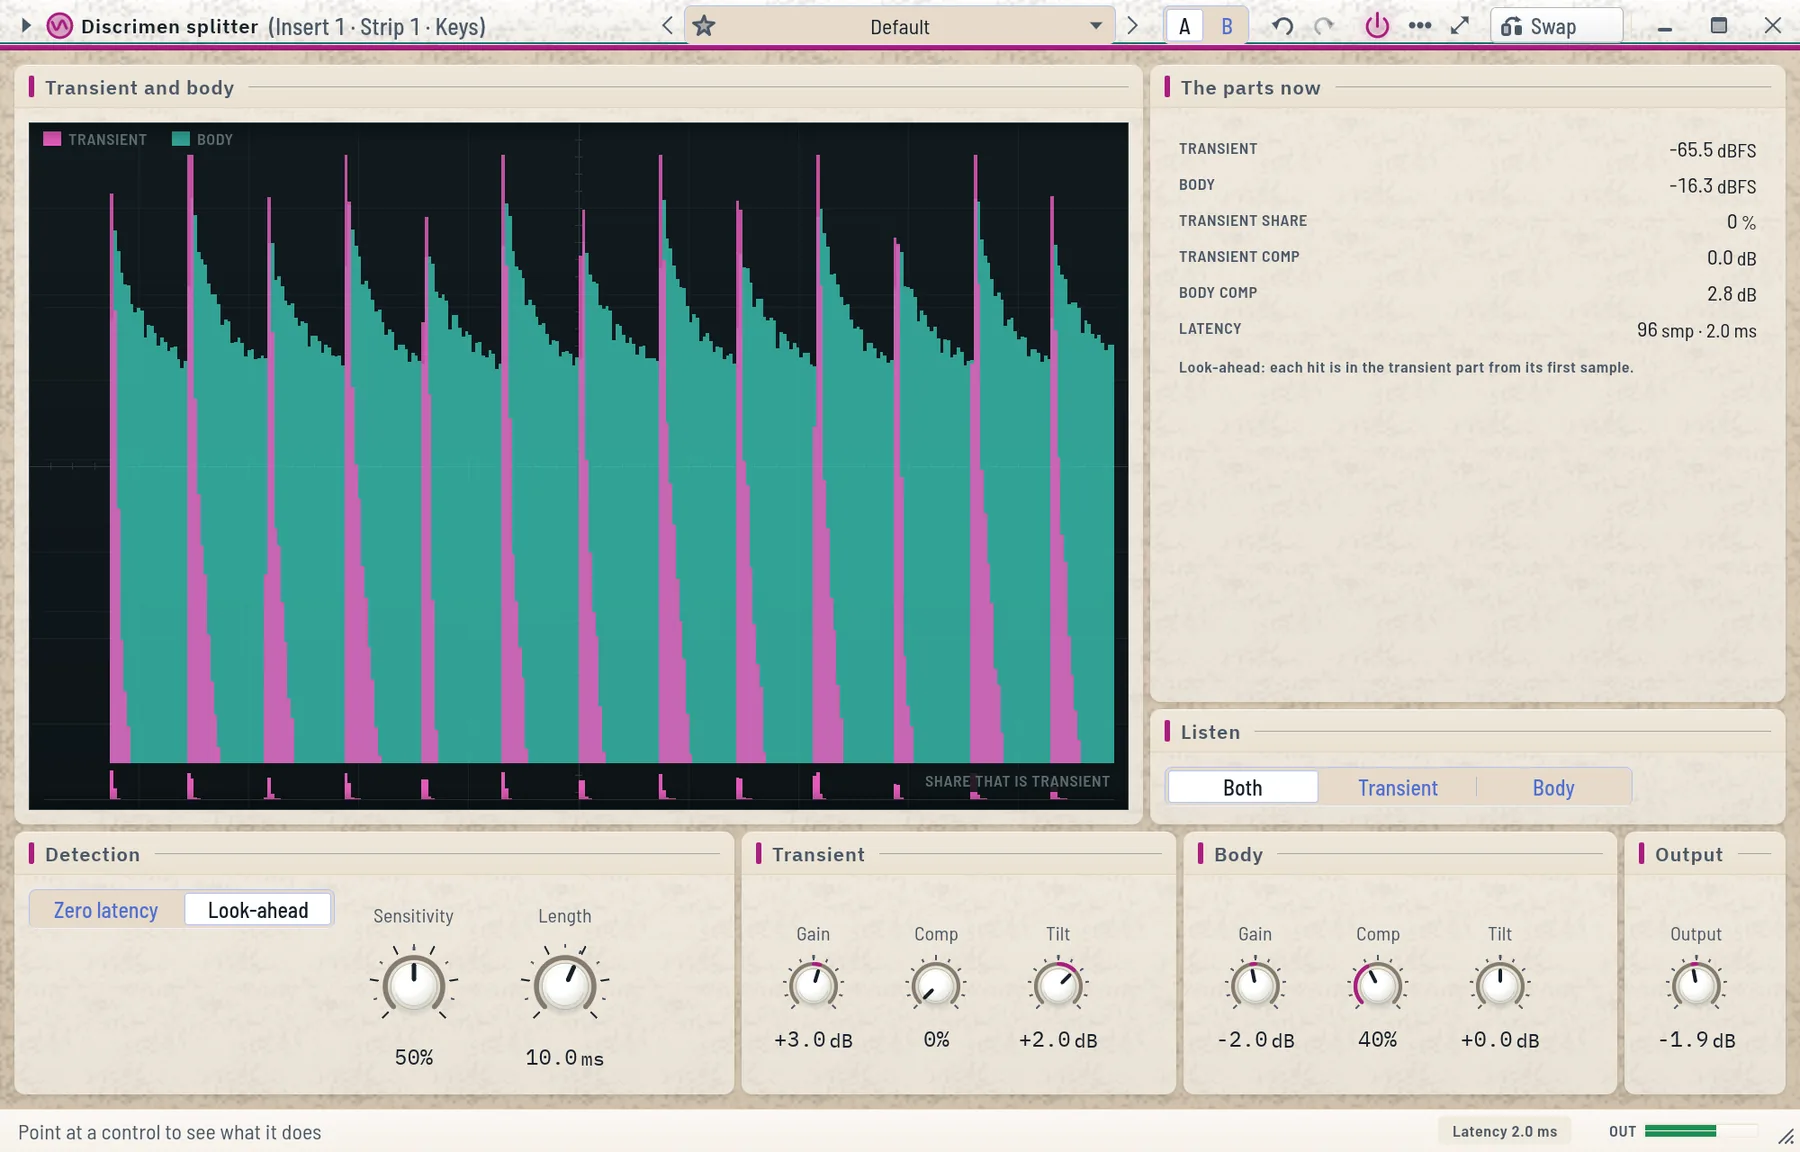 Discrimen splitter (Insert 1 · Strip 1 · Keys)
Default
A B
Swap
Transient and body
TRANSIENT BODY
SHARE THAT IS TRANSIENT
The parts now
TRANSIENT -65.5 dBFS
BODY -16.3 dBFS
TRANSIENT SHARE 0 %
TRANSIENT COMP 0.0 dB
BODY COMP 2.8 dB
LATENCY 96 smp · 2.0 ms
Look-ahead: each hit is in the transient part from its first sample.
Listen
Both Transient Body
Detection
Zero latency Look-ahead
Sensitivity Length
50% 10.0 ms
Transient
Gain Comp Tilt
+3.0 dB 0% +2.0 dB
Body
Gain Comp Tilt
-2.0 dB 40% +0.0 dB
Output
Output
-1.9 dB
Point at a control to see what it does
Latency 2.0 ms OUT